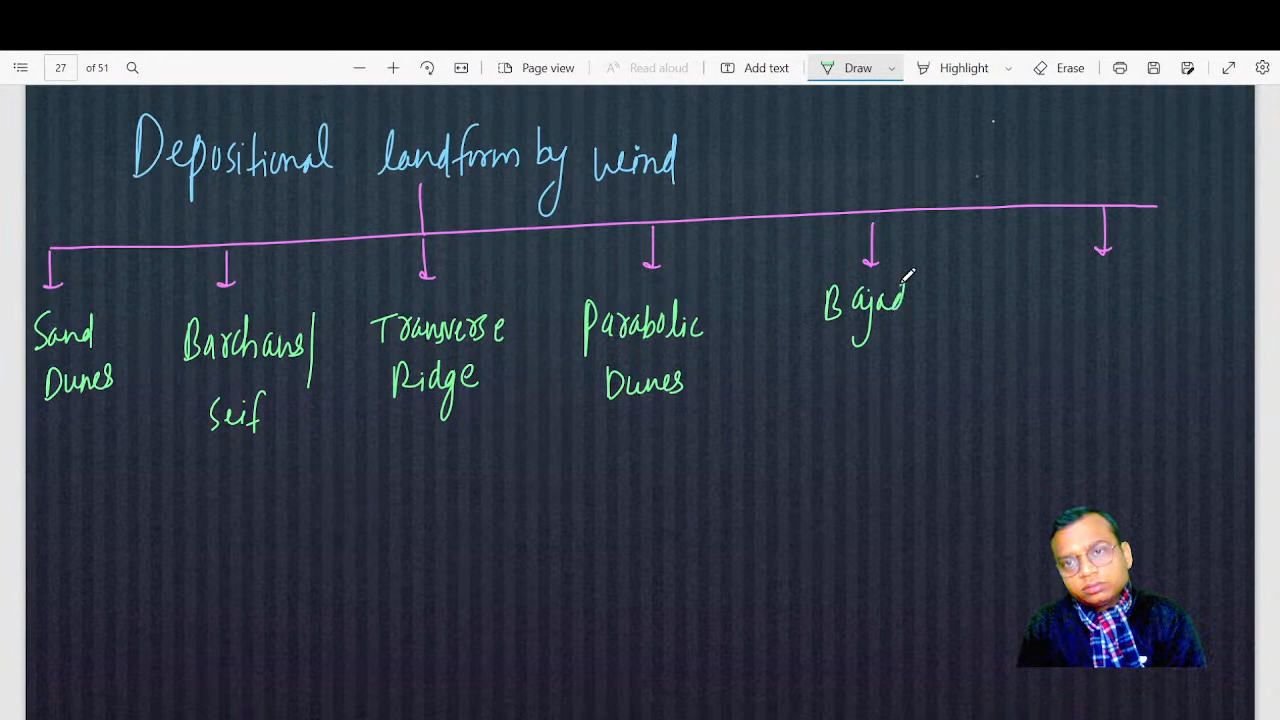 27 of 51 Page view Read aloud Add text Draw Highlight Erase
Depositional landform by wind
Sand
Dunes
Barchans/
Seif
Transverse
Ridge
Parabolic
Dunes
Bajad